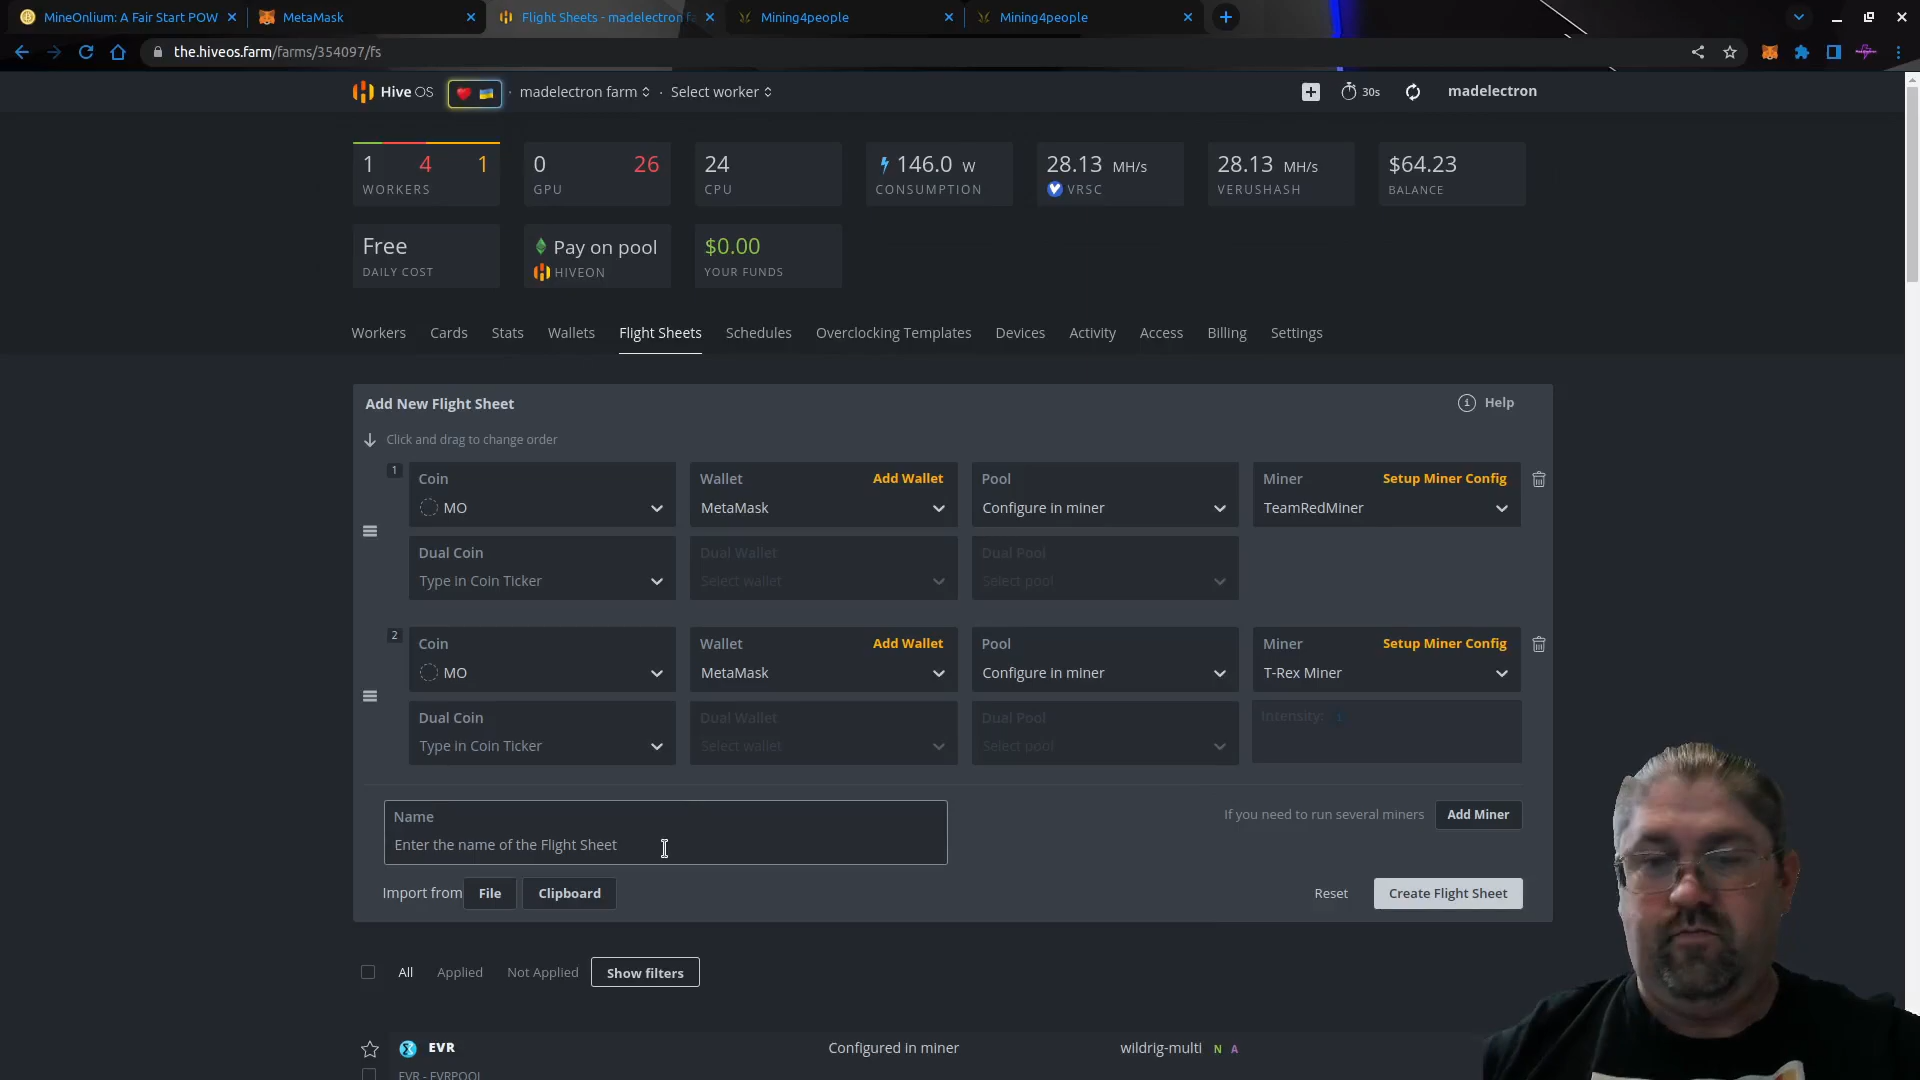 MineOnlium: A Fair Start POW
MetaMask
Flight Sheets - madelectron fa
Mining4people
Mining4people
the.hiveos.farm/farms/354097/fs
Hive OS
madelectron farm
Select worker
30s
madelectron
1 4 1
WORKERS
0 26
GPU
24
CPU
146.0 W
CONSUMPTION
28.13 MH/s
VRSC
28.13 MH/s
VERUSHASH
$64.23
BALANCE
Free
DAILY COST
Pay on pool
HIVEON
$0.00
YOUR FUNDS
Workers Cards Stats Wallets Flight Sheets Schedules Overclocking Templates Devices Activity Access Billing Settings
Add New Flight Sheet
Help
Click and drag to change order
1
Coin
MO
Wallet Add Wallet
MetaMask
Pool
Configure in miner
Miner Setup Miner Config
TeamRedMiner
Dual Coin
Type in Coin Ticker
Dual Wallet
Select wallet
Dual Pool
Select pool
2
Coin
MO
Wallet Add Wallet
MetaMask
Pool
Configure in miner
Miner Setup Miner Config
T-Rex Miner
Dual Coin
Type in Coin Ticker
Dual Wallet
Select wallet
Dual Pool
Select pool
Intensity:
Name
Enter the name of the Flight Sheet
If you need to run several miners Add Miner
Import from File Clipboard
Reset Create Flight Sheet
All Applied Not Applied Show filters
EVR
Configured in miner
wildrig-multi N A
EVR - EVRPOOL